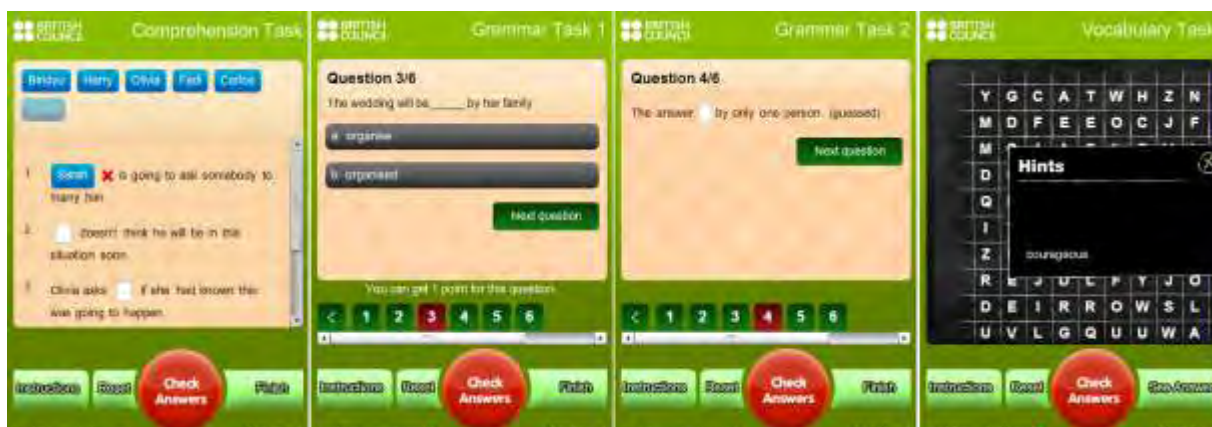 BRITISH
COUNCIL
Comprehension Task
Harry Olivia Fadi Carlos
1 Sarah is going to ask somebody to
marry him
2 doesn't think he will be in this
situation soon
3 Olivia asks if she had known this
was going to happen
Instructions Reset Check Answers Finish
BRITISH
COUNCIL
Grammar Task 1
Question 3/6
The wedding will be_____ by her family
a organise
b organised
Next question
You can get 1 point for this question
< 1 2 3 4 5 6
Instructions Reset Check Answers Finish
BRITISH
COUNCIL
Grammar Task 2
Question 4/6
The answer by only one person. (guessed)
Next question
< 1 2 3 4 5 6
Instructions Reset Check Answers Finish
BRITISH
COUNCIL
Vocabulary Task
Y G C A T W H Z N
M D F E E O C J F
M
D
Q
I
Z
Hints
courageous
R E J D L F Y J O
D E I R R O W S L
U V L G Q U U W A
Instructions Reset Check Answers See Answers